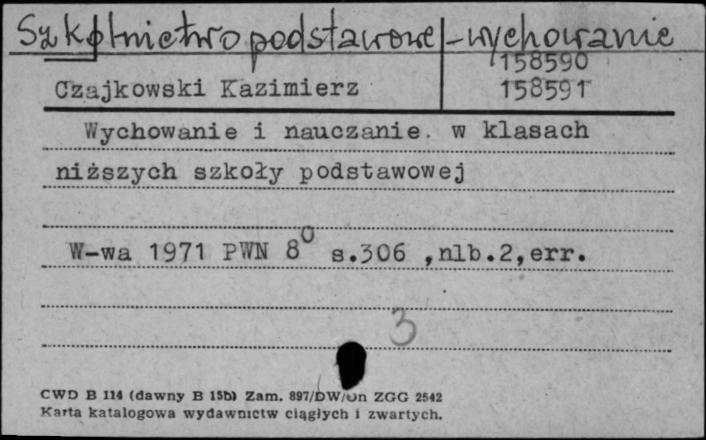 Szkolnictwo podstawowe - wychowanie
158590
Czajkowski Kazimierz 158591
Wychowanie i nauczanie. w klasach
niższych szkoły podstawowej
W-wa 1971 PWN 8° s.306 ,nlb.2,err.
3
CWD B 114 (dawny B 15b) Zam. 897/DW/Un ZGG 2542
Karta katalogowa wydawnictw ciągłych i zwartych.